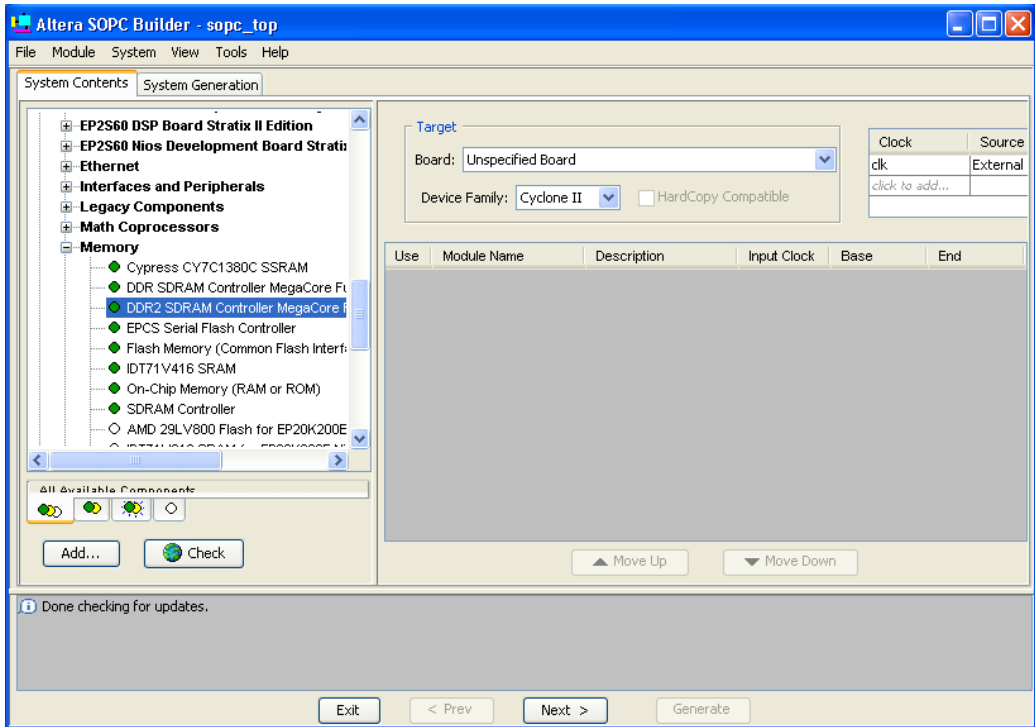 Altera SOPC Builder - sopc_top
File Module System View Tools Help
System Contents System Generation
EP2S60 DSP Board Stratix II Edition
EP2S60 Nios Development Board Strati
Ethernet
Interfaces and Peripherals
Legacy Components
Math Coprocessors
Memory
Cypress CY7C1380C SSRAM
DDR SDRAM Controller MegaCore Fu
DDR2 SDRAM Controller MegaCore F
EPCS Serial Flash Controller
Flash Memory (Common Flash Interfa
IDT71V416 SRAM
On-Chip Memory (RAM or ROM)
SDRAM Controller
AMD 29LV800 Flash for EP20K200E
All Available Components
Add... Check
Target
Board: Unspecified Board
Device Family: Cyclone II HardCopy Compatible
Clock Source
clk External
click to add...
Use Module Name Description Input Clock Base End
Move Up Move Down
Done checking for updates.
Exit < Prev Next > Generate